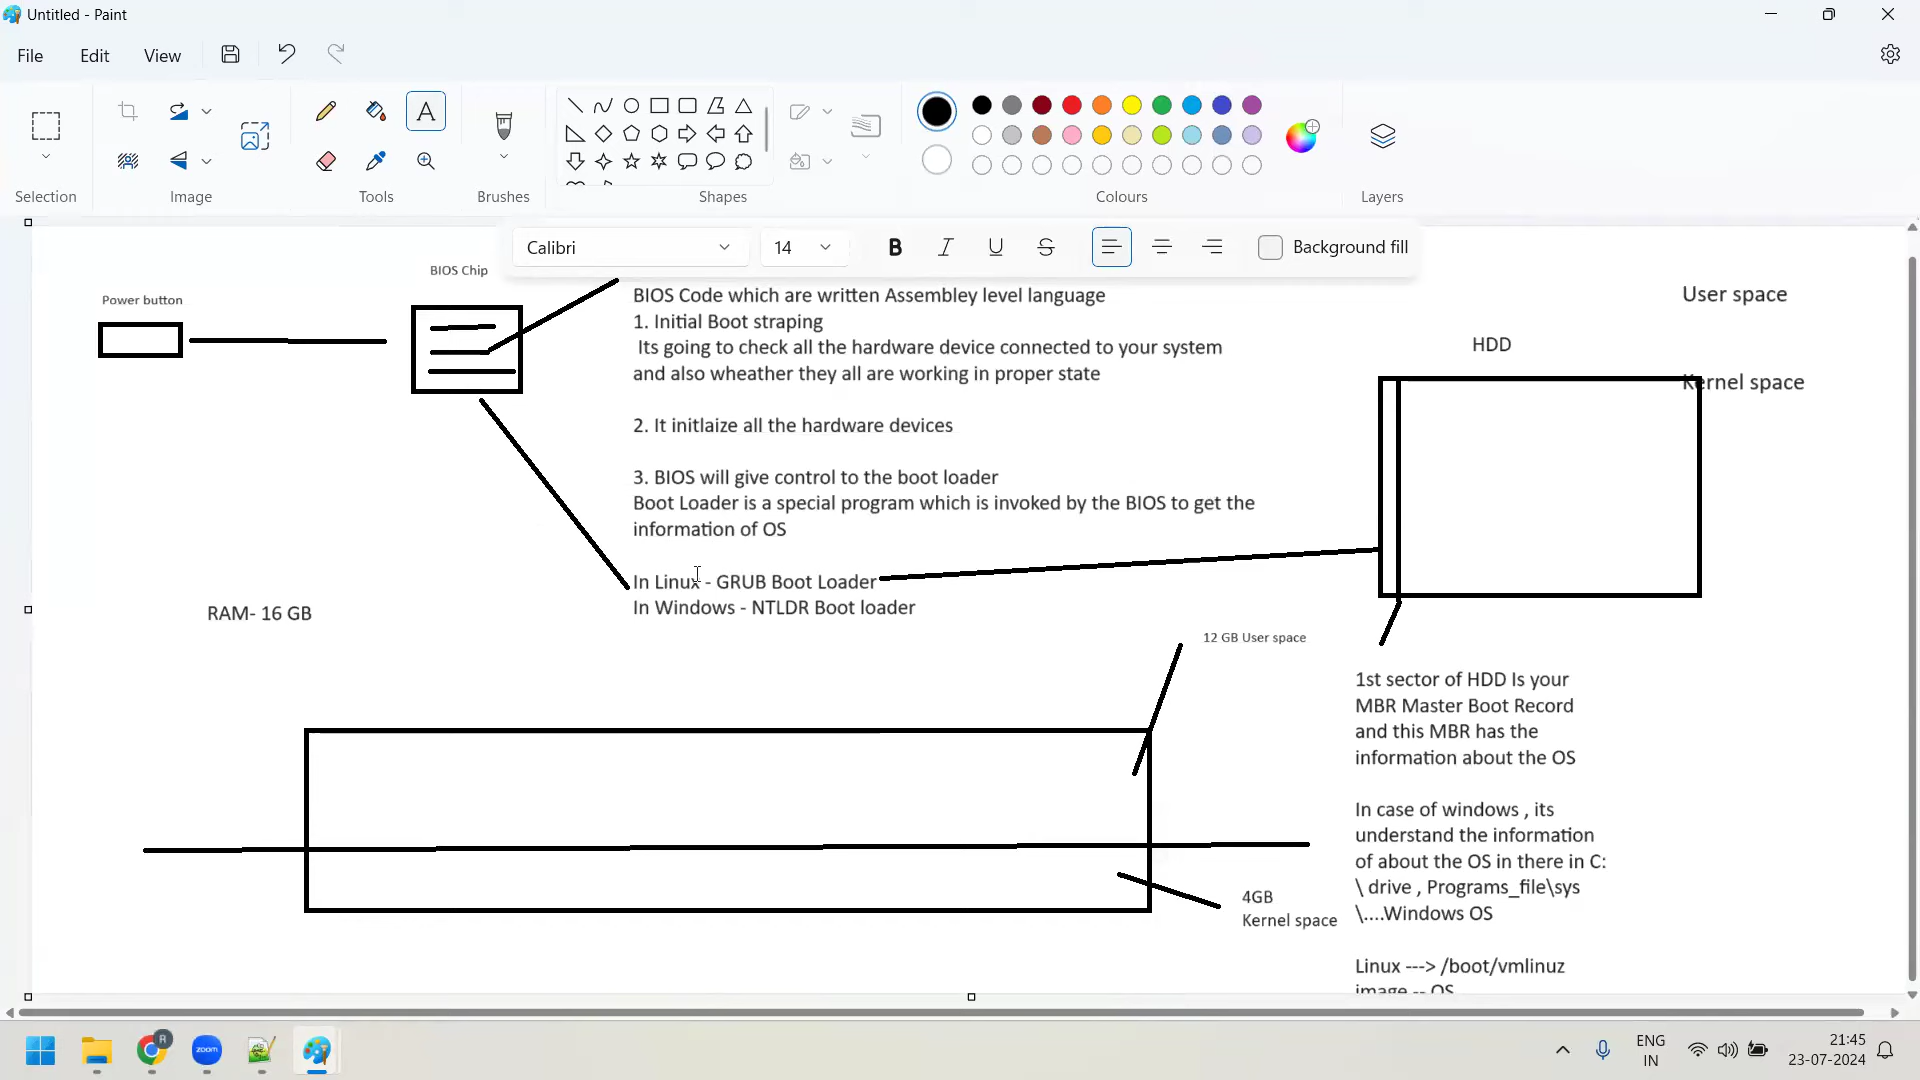 Untitled - Paint
File
Edit
View
Selection
Image
Tools
Brushes
Shapes
Colours
Layers
Calibri
14
B
I
U
S
Background fill
Power button
BIOS Chip
BIOS Code which are written Assembley level language
1. Initial Boot straping
Its going to check all the hardware device connected to your system
and also wheather they all are working in proper state
2. It initlaize all the hardware devices
3. BIOS will give control to the boot loader
Boot Loader is a special program which is invoked by the BIOS to get the
information of OS
In Linux - GRUB Boot Loader
In Windows - NTLDR Boot loader
User space
HDD
Kernel space
RAM- 16 GB
12 GB User space
4GB
Kernel space
1st sector of HDD Is your
MBR Master Boot Record
and this MBR has the
information about the OS
In case of windows , its
understand the information
of about the OS in there in C:
\ drive , Programs_file\sys
\....Windows OS
Linux ---> /boot/vmlinuz
image -- OS
R
zoom
ENG
IN
21:45
23-07-2024